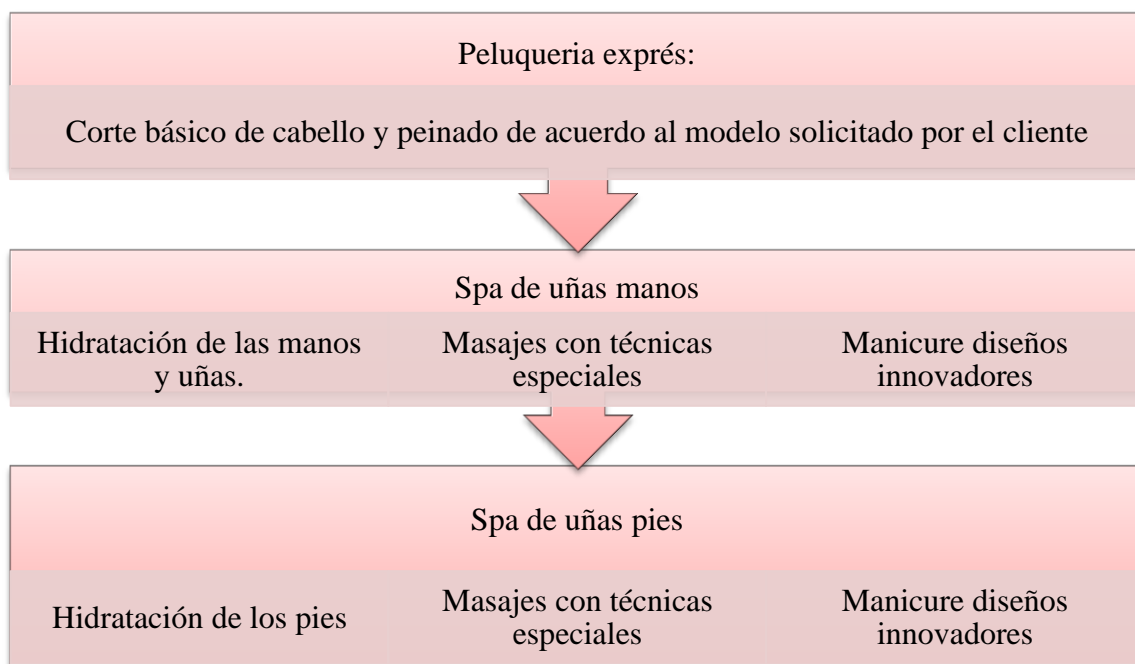 Peluqueria exprés:
Corte básico de cabello y peinado de acuerdo al modelo solicitado por el cliente
Spa de uñas manos
Hidratación de las manos
y uñas.
Masajes con técnicas
especiales
Manicure diseños
innovadores
Spa de uñas pies
Hidratación de los pies
Masajes con técnicas
especiales
Manicure diseños
innovadores